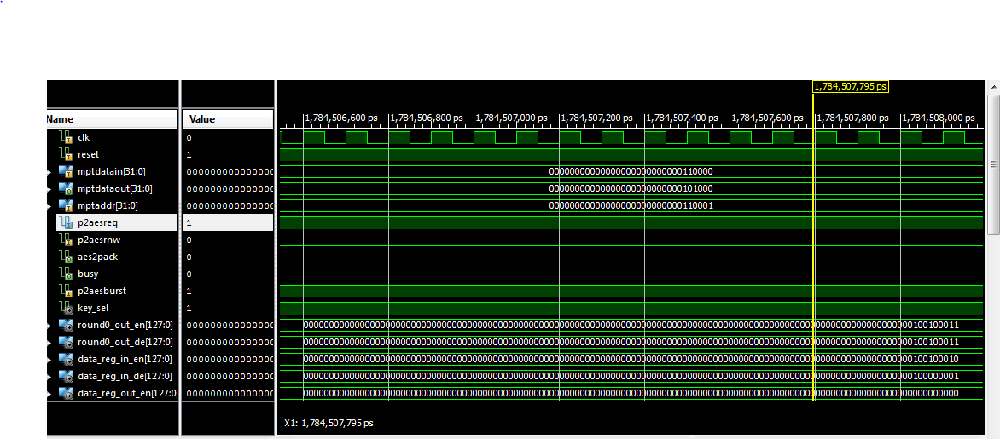 1,784,507,795 ps
Name Value 1,784,506,600 ps 1,784,506,800 ps 1,784,507,000 ps 1,784,507,200 ps 1,784,507,400 ps 1,784,507,600 ps 1,784,507,800 ps 1,784,508,000 ps
clk 0
reset 1
mptdatain[31:0] 0000000000000000 00000000000000000000000000110000
mptdataout[31:0] 0000000000000000 00000000000000000000000000101000
mptaddr[31:0] 0000000000000000 00000000000000000000000000110001
p2aesreq 1
p2aesrnw 0
aes2pack 0
busy 0
p2aesburst 1
key_sel 1
round0_out_en[127:0] 0000000000000000 00000000000000000000000000000000000000000000000000000000000000000000000000000000000000000000000000000000000000000000000100100011
round0_out_de[127:0] 0000000000000000 00000000000000000000000000000000000000000000000000000000000000000000000000000000000000000000000000000000000000000000000100100011
data_reg_in_en[127:0] 0000000000000000 00000000000000000000000000000000000000000000000000000000000000000000000000000000000000000000000000000000000000000000000100100010
data_reg_in_de[127:0] 0000000000000000 00000000000000000000000000000000000000000000000000000000000000000000000000000000000000000000000000000000000000000000000100000001
data_reg_out_en[127:0] 0000000000000000 00000000000000000000000000000000000000000000000000000000000000000000000000000000000000000000000000000000000000000000000000000000
X1: 1,784,507,795 ps